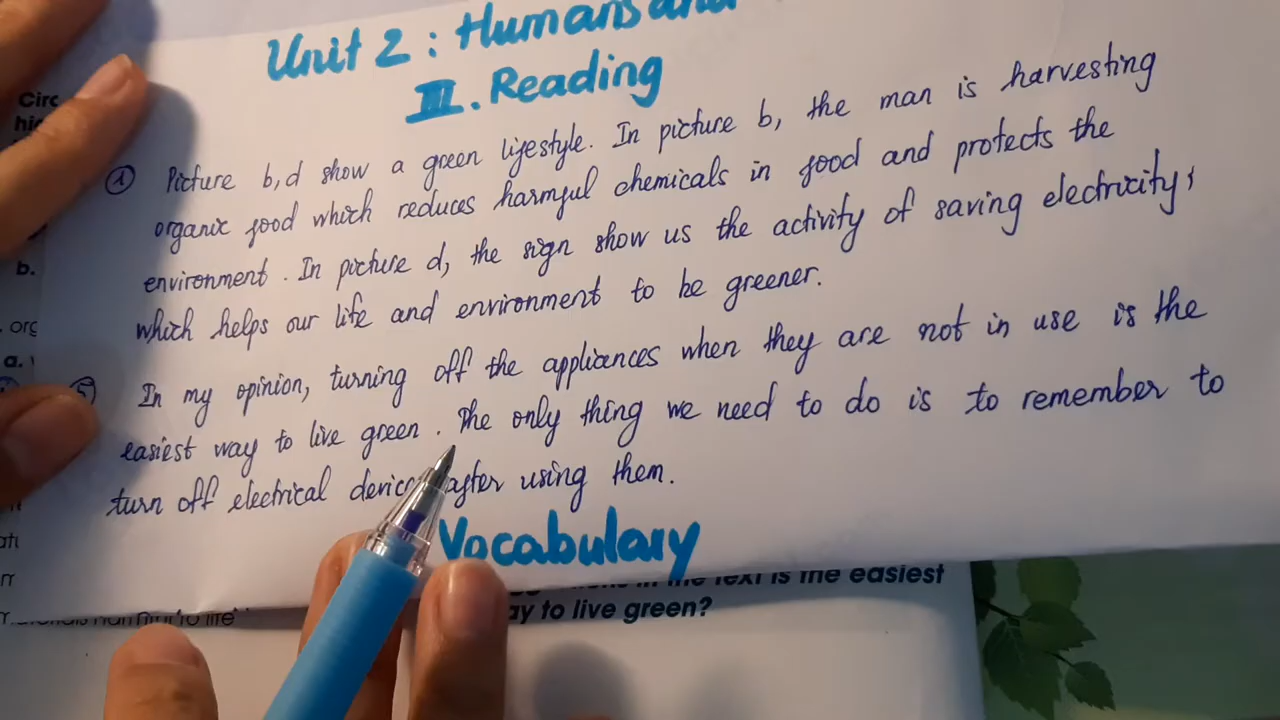 Unit 2 : Humans and
III. Reading
Circ
① Picture b,d show a green lifestyle. In picture b, the man is harvesting
organic food which reduces harmful chemicals in food and protects the
b.
environment. In picture d, the sign show us the activity of saving electricity,
which helps our life and environment to be greener.
org
a.
⑤ In my opinion, turning off the appliances when they are not in use is the
easiest way to live green. The only thing we need to do is to remember to
turn off electrical after using them.
Vocabulary
in the text is the easiest
to live green?
to life